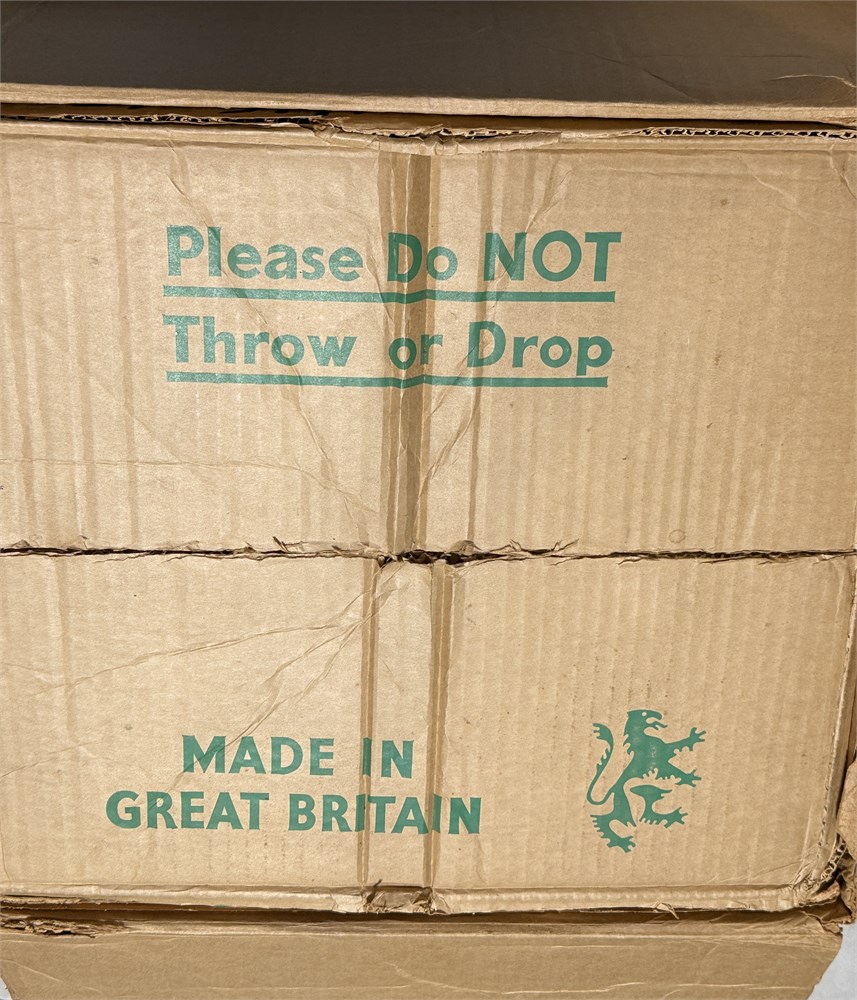 Please Do NOT
Throw or Drop
MADE IN
GREAT BRITAIN